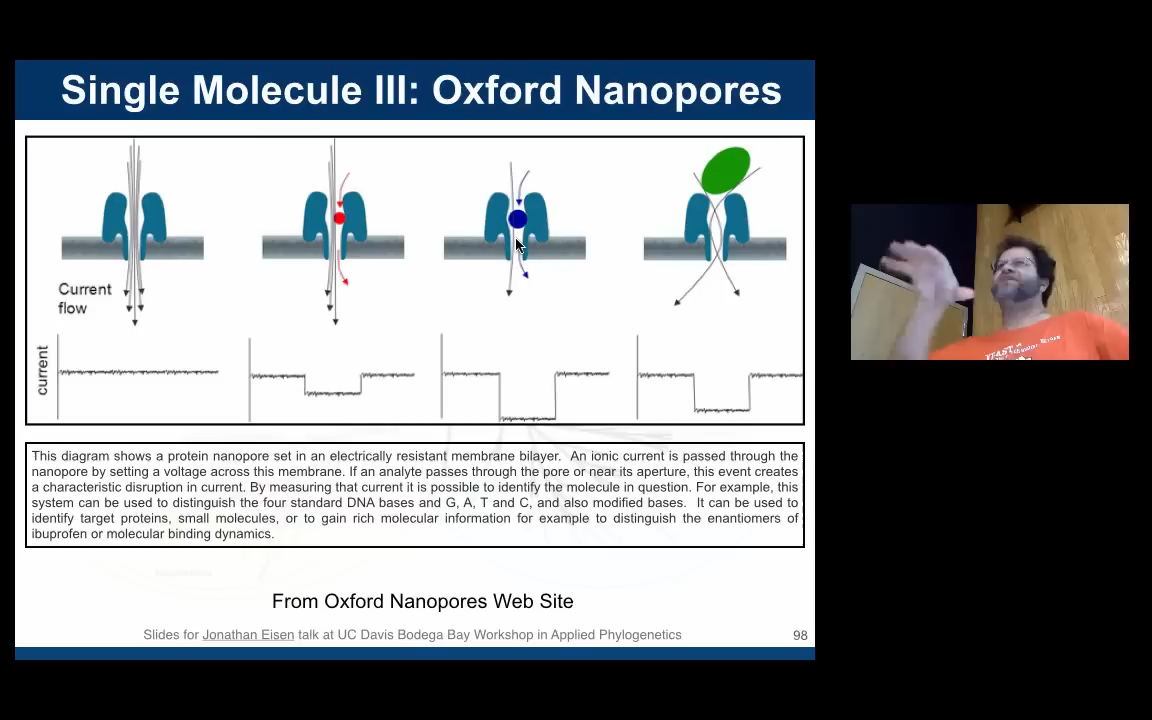 Single Molecule III: Oxford Nanopores
Current
flow
current
This diagram shows a protein nanopore set in an electrically resistant membrane bilayer. An ionic current is passed through the
nanopore by setting a voltage across this membrane. If an analyte passes through the pore or near its aperture, this event creates
a characteristic disruption in current. By measuring that current it is possible to identify the molecule in question. For example, this
system can be used to distinguish the four standard DNA bases and G, A, T and C, and also modified bases. It can be used to
identify target proteins, small molecules, or to gain rich molecular information for example to distinguish the enantiomers of
ibuprofen or molecular binding dynamics.
From Oxford Nanopores Web Site
Slides for Jonathan Eisen talk at UC Davis Bodega Bay Workshop in Applied Phylogenetics
98
YEAST